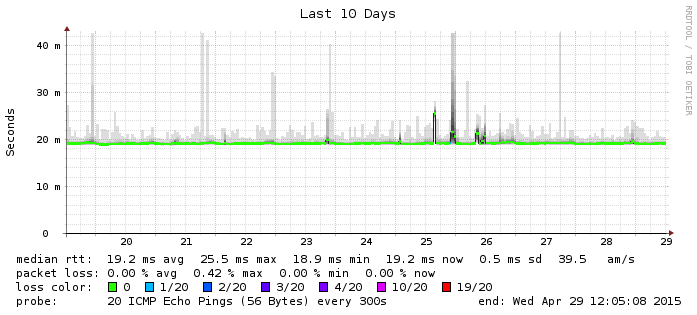 Last 10 Days
RRDTOOL / TOBI OETIKER
Seconds
40 m
30 m
20 m
10 m
0
20 21 22 23 24 25 26 27 28 29
median rtt: 19.2 ms avg 25.5 ms max 18.9 ms min 19.2 ms now 0.5 ms sd 39.5 am/s
packet loss: 0.00 % avg 0.42 % max 0.00 % min 0.00 % now
loss color: 0 1/20 2/20 3/20 4/20 10/20 19/20
probe: 20 ICMP Echo Pings (56 Bytes) every 300s end: Wed Apr 29 12:05:08 2015